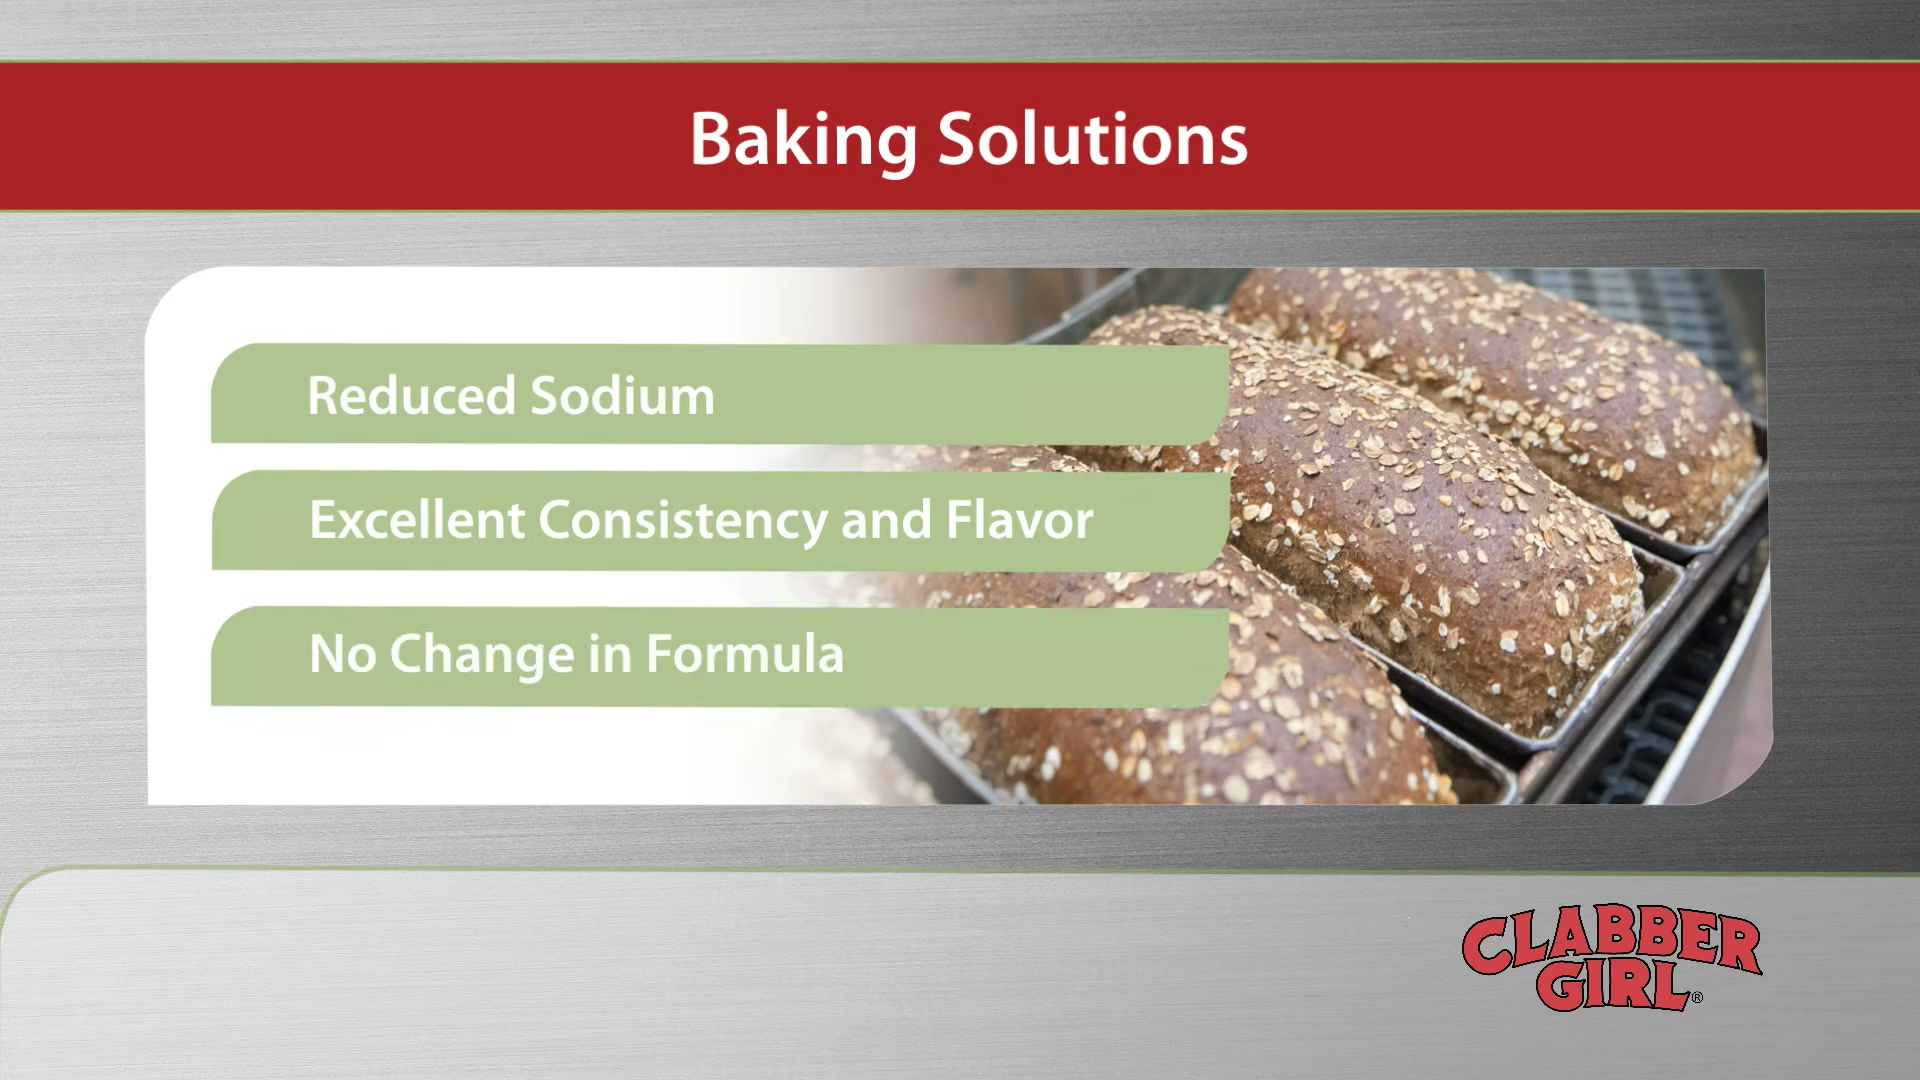 Baking Solutions
Reduced Sodium
Excellent Consistency and Flavor
No Change in Formula
CLABBER
GIRL®